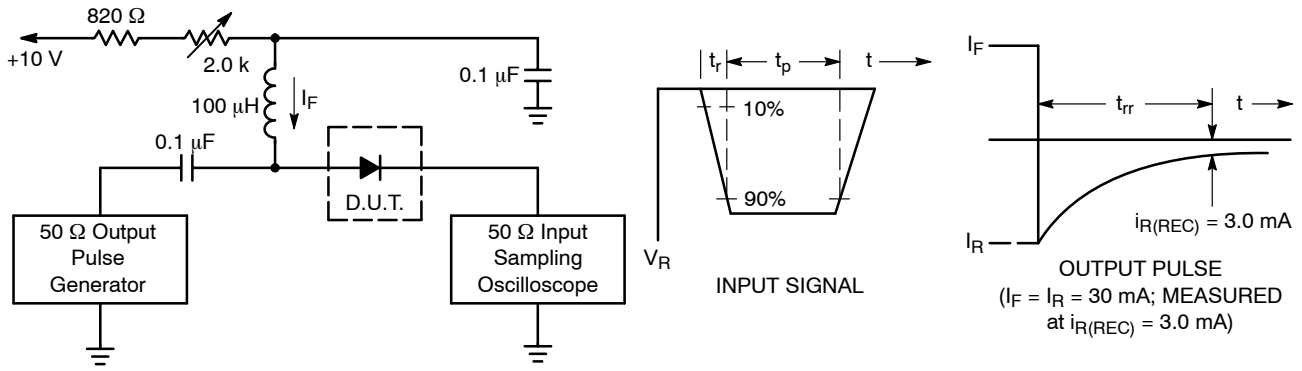 820 Ω
+10 V
2.0 k
100 μH
I_F
0.1 μF
0.1 μF
D.U.T.
50 Ω Output
Pulse
Generator
50 Ω Input
Sampling
Oscilloscope
t_r
t_p
t
10%
90%
V_R
INPUT SIGNAL
I_F
t_rr
t
I_R
i_R(REC) = 3.0 mA
OUTPUT PULSE
(I_F = I_R = 30 mA; MEASURED
at i_R(REC) = 3.0 mA)